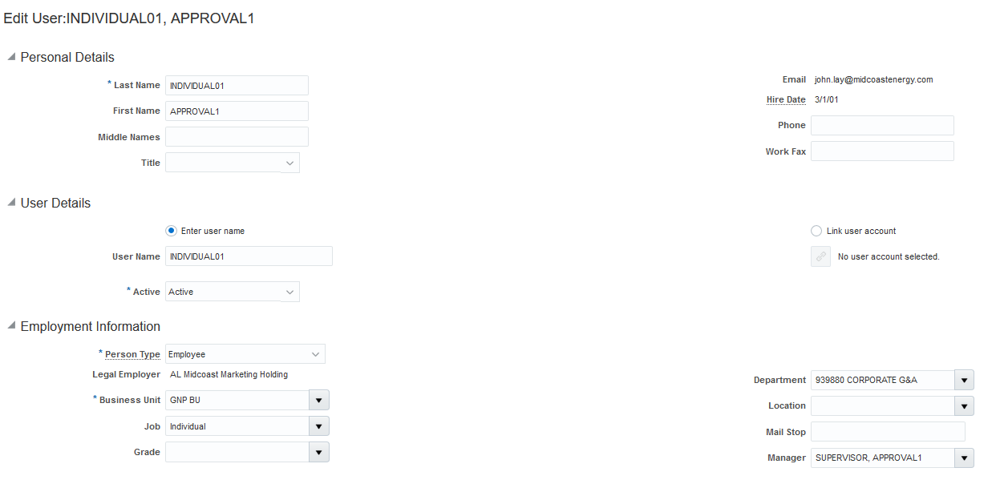 Edit User:INDIVIDUAL01, APPROVAL1
Personal Details
* Last Name INDIVIDUAL01
First Name APPROVAL1
Middle Names
Title
Email john.lay@midcoastenergy.com
Hire Date 3/1/01
Phone
Work Fax
User Details
Enter user name
User Name INDIVIDUAL01
* Active Active
Link user account
No user account selected.
Employment Information
* Person Type Employee
Legal Employer AL Midcoast Marketing Holding
* Business Unit GNP BU
Job Individual
Grade
Department 939880 CORPORATE G&A
Location
Mail Stop
Manager SUPERVISOR, APPROVAL1